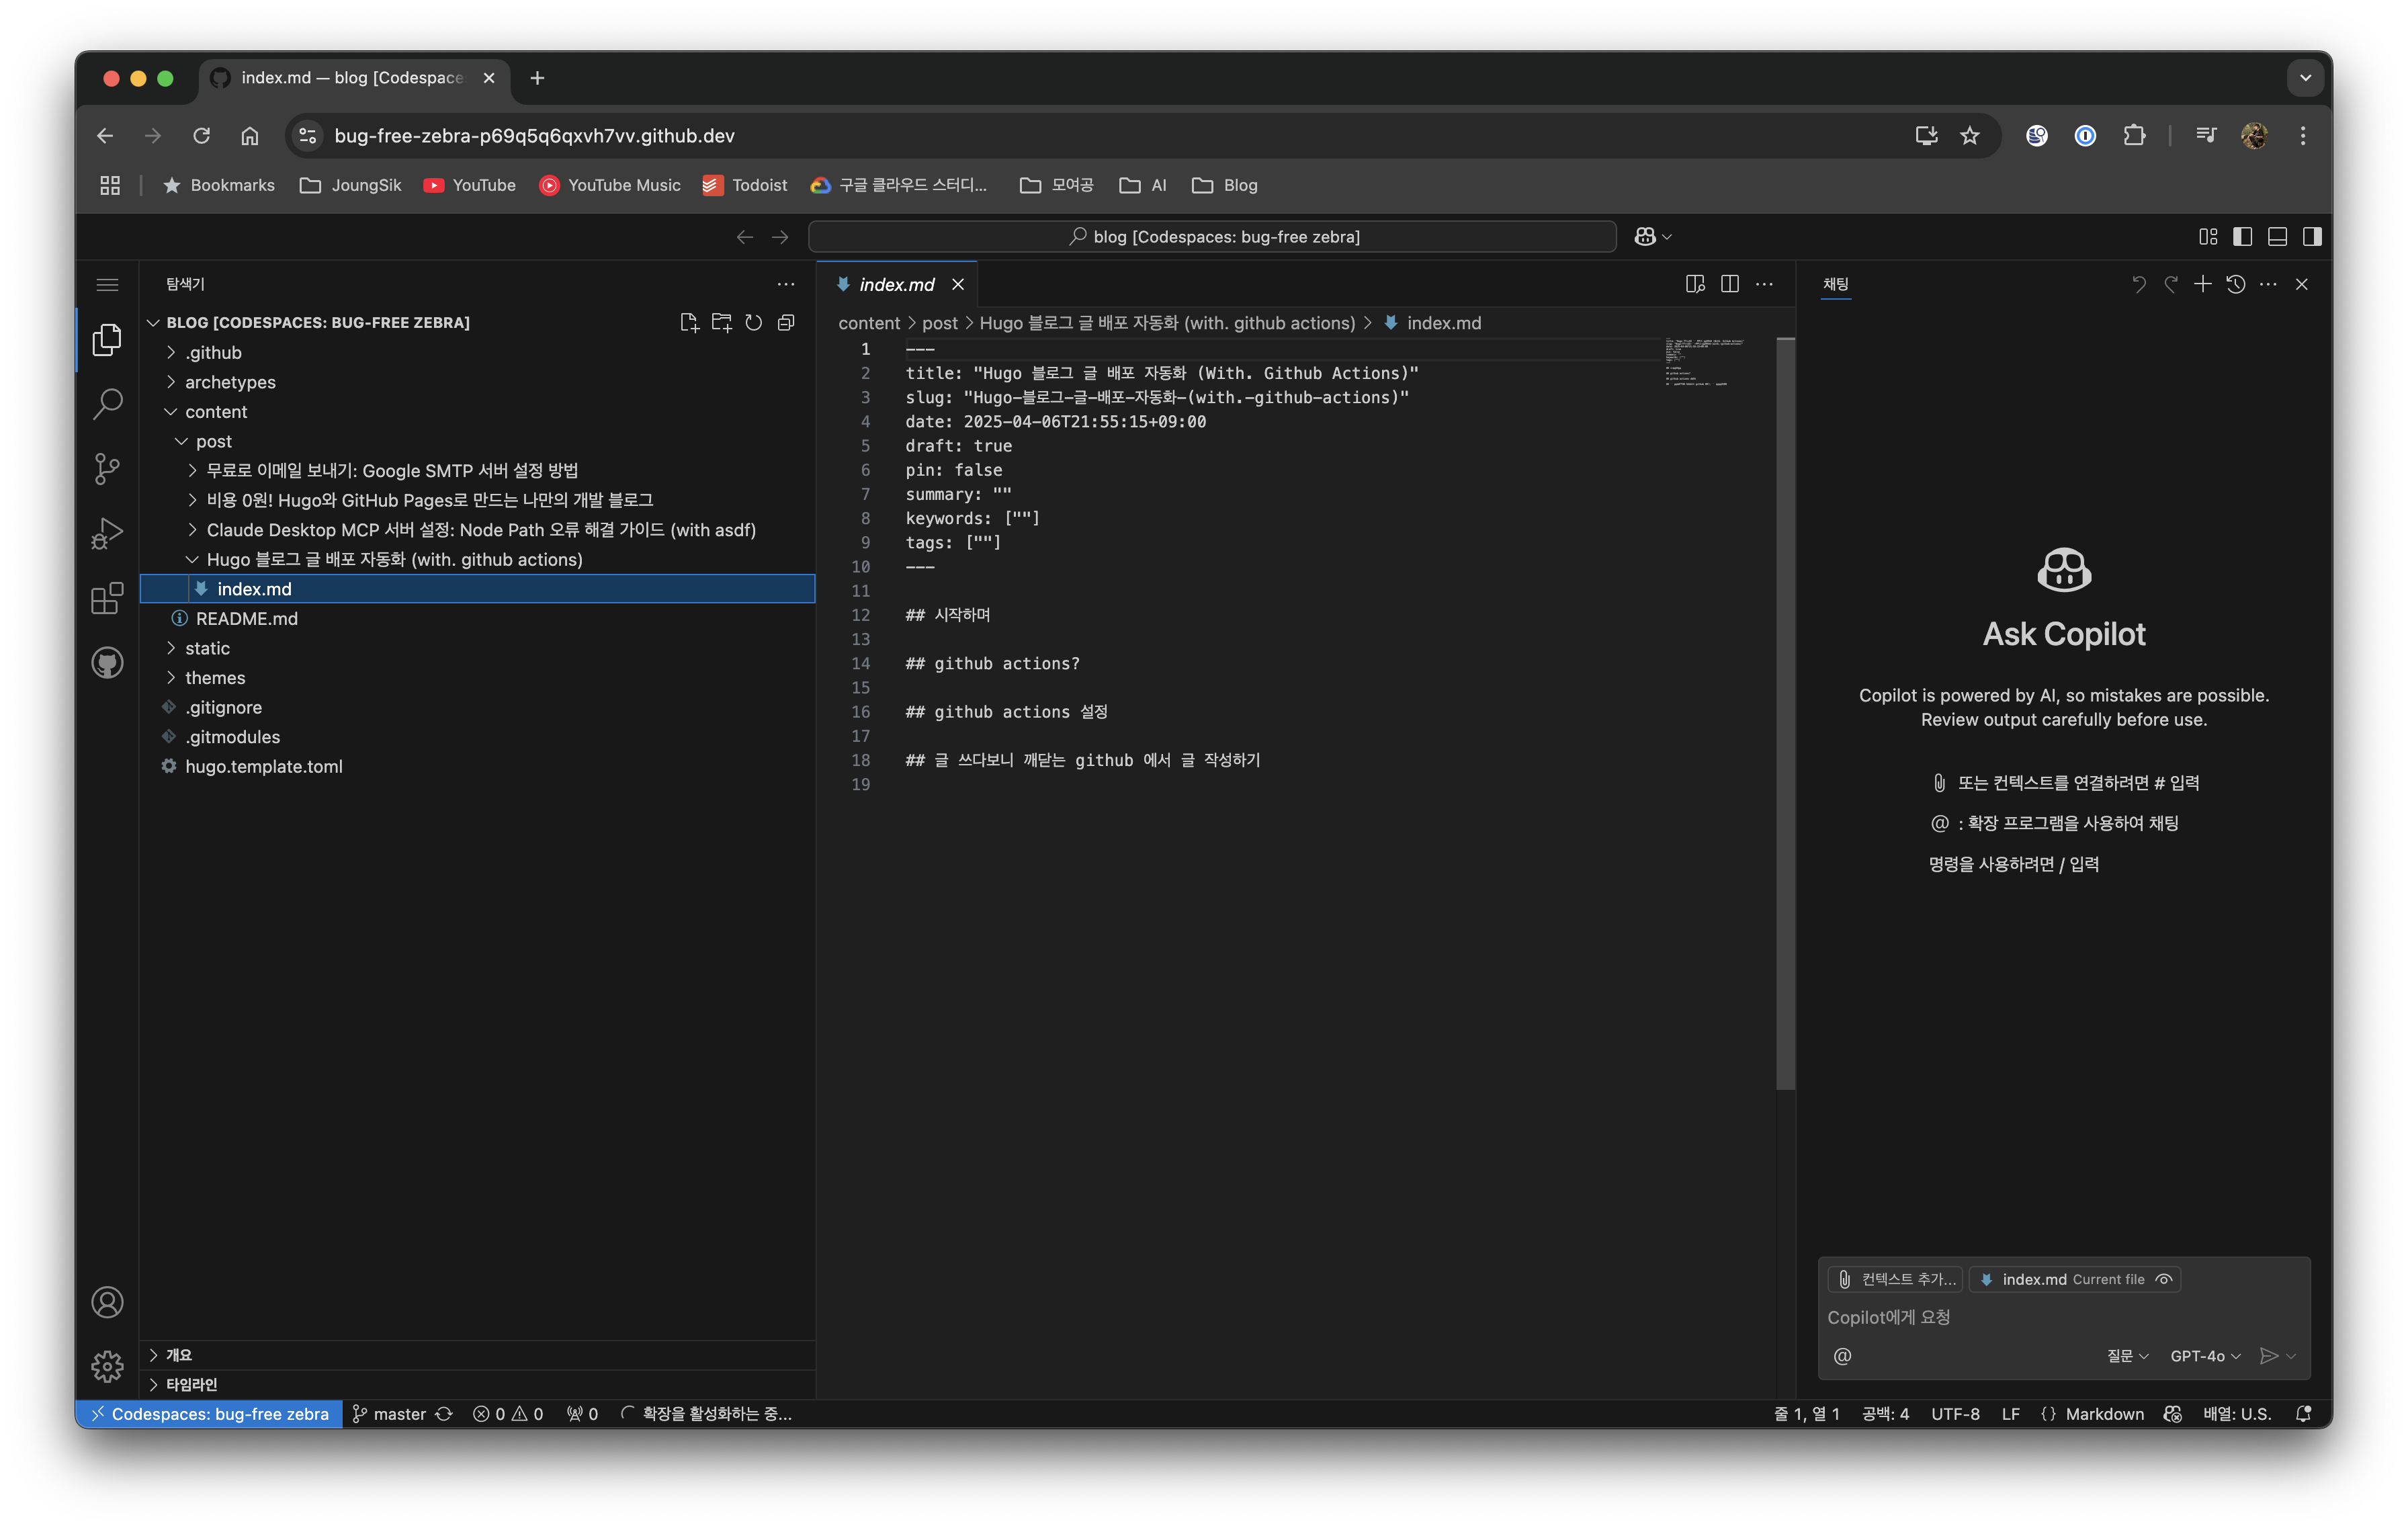 index.md — blog [Codespace
bug-free-zebra-p69q5q6qxvh7vv.github.dev
Bookmarks
JoungSik
YouTube
YouTube Music
Todoist
구글 클라우드 스터디...
모여공
AI
Blog
blog [Codespaces: bug-free zebra]
탐색기
BLOG [CODESPACES: BUG-FREE ZEBRA]
.github
archetypes
content
post
무료로 이메일 보내기: Google SMTP 서버 설정 방법
비용 0원! Hugo와 GitHub Pages로 만드는 나만의 개발 블로그
Claude Desktop MCP 서버 설정: Node Path 오류 해결 가이드 (with asdf)
Hugo 블로그 글 배포 자동화 (with. github actions)
index.md
README.md
static
themes
.gitignore
.gitmodules
hugo.template.toml
개요
타임라인
index.md
content > post > Hugo 블로그 글 배포 자동화 (with. github actions) > index.md
1 ---
2 title: "Hugo 블로그 글 배포 자동화 (With. Github Actions)"
3 slug: "Hugo-블로그-글-배포-자동화-(with.-github-actions)"
4 date: 2025-04-06T21:55:15+09:00
5 draft: true
6 pin: false
7 summary: ""
8 keywords: [""]
9 tags: [""]
10 ---
11
12 ## 시작하며
13
14 ## github actions?
15
16 ## github actions 설정
17
18 ## 글 쓰다보니 깨닫는 github 에서 글 작성하기
19
채팅
Ask Copilot
Copilot is powered by AI, so mistakes are possible.
Review output carefully before use.
또는 컨텍스트를 연결하려면 # 입력
@ : 확장 프로그램을 사용하여 채팅
명령을 사용하려면 / 입력
컨텍스트 추가...
index.md Current file
Copilot에게 요청
@
질문
GPT-4o
Codespaces: bug-free zebra
master
0
0
0
확장을 활성화하는 중...
줄 1, 열 1
공백: 4
UTF-8
LF
{ } Markdown
배열: U.S.